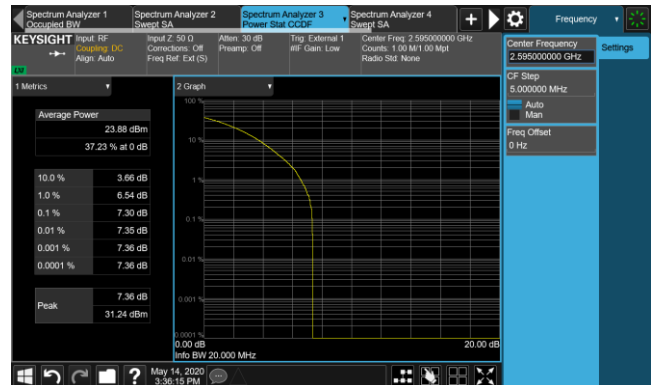 Spectrum Analyzer 1
Occupied BW
Spectrum Analyzer 2
Swept SA
Spectrum Analyzer 3
Power Stat CCDF
Spectrum Analyzer 4
Swept SA
Frequency
KEYSIGHT
Input: RF
Coupling: DC
Align: Auto
Input Z: 50 Ω
Corrections: Off
Freq Ref: Ext (S)
Atten: 30 dB
Preamp: Off
Trig: External 1
#IF Gain: Low
Center Freq: 2.595000000 GHz
Counts: 1.00 M/1.00 Mpt
Radio Std: None
Center Frequency
2.595000000 GHz
Settings
CF Step
5.000000 MHz
Auto
Man
Freq Offset
0 Hz
1 Metrics
2 Graph
Average Power
23.88 dBm
37.23 % at 0 dB
10.0 % 3.66 dB
1.0 % 6.54 dB
0.1 % 7.30 dB
0.01 % 7.35 dB
0.001 % 7.36 dB
0.0001 % 7.36 dB
Peak
7.36 dB
31.24 dBm
100 %
10 %
1 %
0.1 %
0.01 %
0.001 %
0.0001 %
0.00 dB
20.00 dB
Info BW 20.000 MHz
May 14, 2020
3:36:15 PM